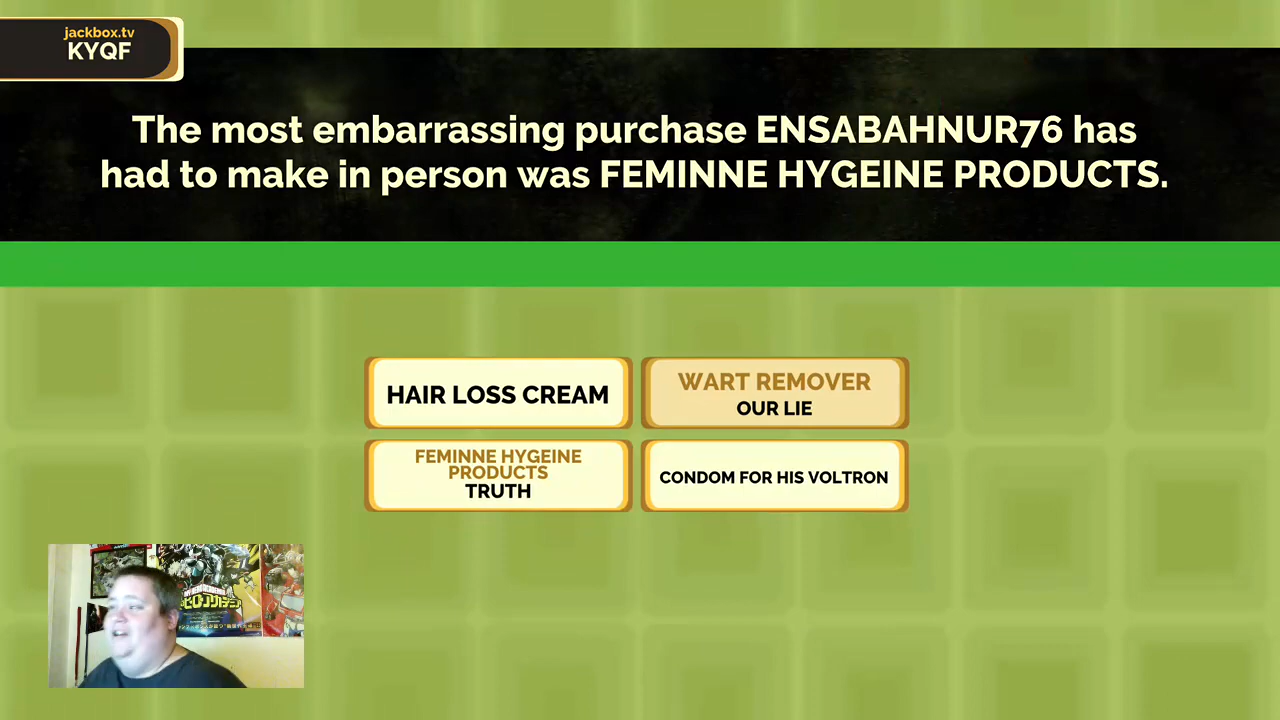 jackbox.tv
KYQF
The most embarrassing purchase ENSABAHNUR76 has
had to make in person was FEMINNE HYGEINE PRODUCTS.
HAIR LOSS CREAM
WART REMOVER
OUR LIE
FEMINNE HYGEINE
PRODUCTS
TRUTH
CONDOM FOR HIS VOLTRON